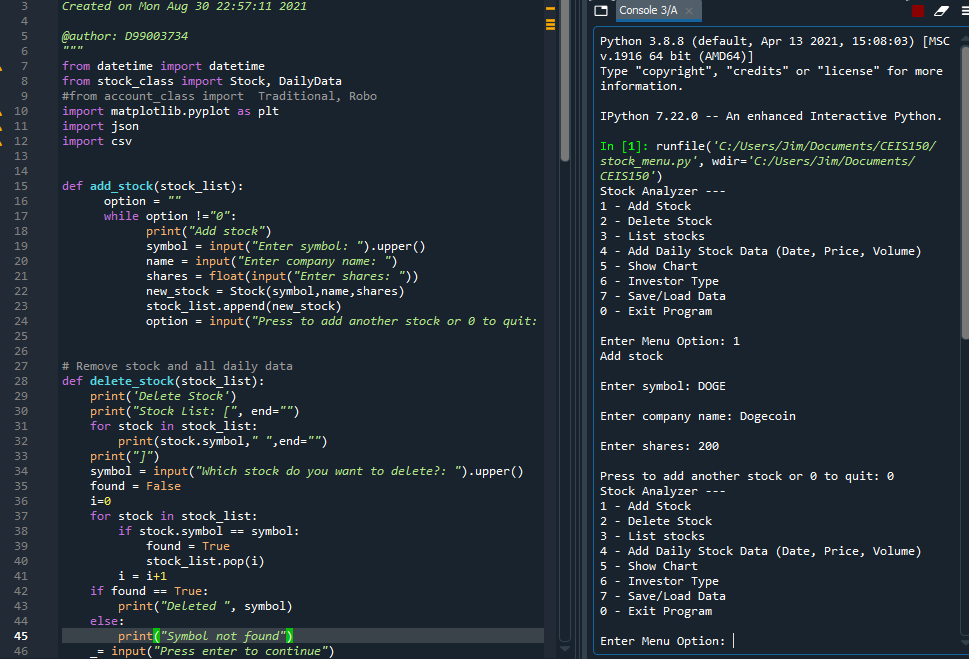 3 Created on Mon Aug 30 22:57:11 2021
4
5 @author: D99003734
6 """
7 from datetime import datetime
8 from stock_class import Stock, DailyData
9 #from account_class import  Traditional, Robo
10 import matplotlib.pyplot as plt
11 import json
12 import csv
13
14
15 def add_stock(stock_list):
16       option = ""
17       while option !="0":
18             print("Add stock")
19             symbol = input("Enter symbol: ").upper()
20             name = input("Enter company name: ")
21             shares = float(input("Enter shares: "))
22             new_stock = Stock(symbol,name,shares)
23             stock_list.append(new_stock)
24             option = input("Press to add another stock or 0 to quit:
25
26
27 # Remove stock and all daily data
28 def delete_stock(stock_list):
29     print('Delete Stock')
30     print("Stock List: [", end="")
31     for stock in stock_list:
32         print(stock.symbol," ",end="")
33     print("]")
34     symbol = input("Which stock do you want to delete?: ").upper()
35     found = False
36     i=0
37     for stock in stock_list:
38         if stock.symbol == symbol:
39             found = True
40             stock_list.pop(i)
41         i = i+1
42     if found == True:
43         print("Deleted ", symbol)
44     else:
45         print("Symbol not found")
46     _= input("Press enter to continue")
Console 3/A
Python 3.8.8 (default, Apr 13 2021, 15:08:03) [MSC
v.1916 64 bit (AMD64)]
Type "copyright", "credits" or "license" for more
information.

IPython 7.22.0 -- An enhanced Interactive Python.

In [1]: runfile('C:/Users/Jim/Documents/CEIS150/
stock_menu.py', wdir='C:/Users/Jim/Documents/
CEIS150')
Stock Analyzer ---
1 - Add Stock
2 - Delete Stock
3 - List stocks
4 - Add Daily Stock Data (Date, Price, Volume)
5 - Show Chart
6 - Investor Type
7 - Save/Load Data
0 - Exit Program

Enter Menu Option: 1
Add stock

Enter symbol: DOGE

Enter company name: Dogecoin

Enter shares: 200

Press to add another stock or 0 to quit: 0
Stock Analyzer ---
1 - Add Stock
2 - Delete Stock
3 - List stocks
4 - Add Daily Stock Data (Date, Price, Volume)
5 - Show Chart
6 - Investor Type
7 - Save/Load Data
0 - Exit Program

Enter Menu Option: